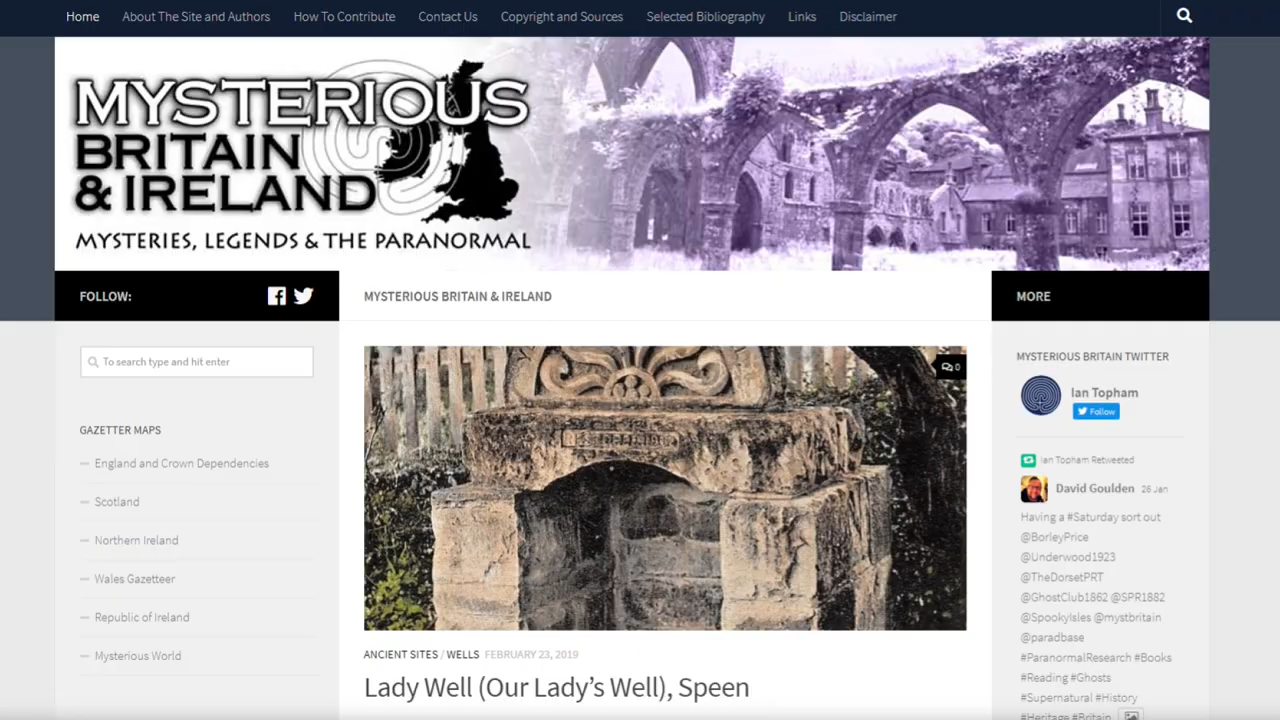 Home About The Site and Authors How To Contribute Contact Us Copyright and Sources Selected Bibliography Links Disclaimer
MYSTERIOUS
BRITAIN
& IRELAND
MYSTERIES, LEGENDS & THE PARANORMAL
FOLLOW:
MYSTERIOUS BRITAIN & IRELAND
MORE
To search type and hit enter
GAZETTER MAPS
England and Crown Dependencies
Scotland
Northern Ireland
Wales Gazetteer
Republic of Ireland
Mysterious World
0
ANCIENT SITES / WELLS FEBRUARY 23, 2019
Lady Well (Our Lady's Well), Speen
MYSTERIOUS BRITAIN TWITTER
Ian Topham
Follow
Ian Topham Retweeted
David Goulden 26 Jan
Having a #Saturday sort out
@BorleyPrice
@Underwood1923
@TheDorsetPRT
@GhostClub1862 @SPR1882
@SpookyIsles @mystbritain
@paradbase
#ParanormalResearch #Books
#Reading #Ghosts
#Supernatural #History
#Heritage #Britain